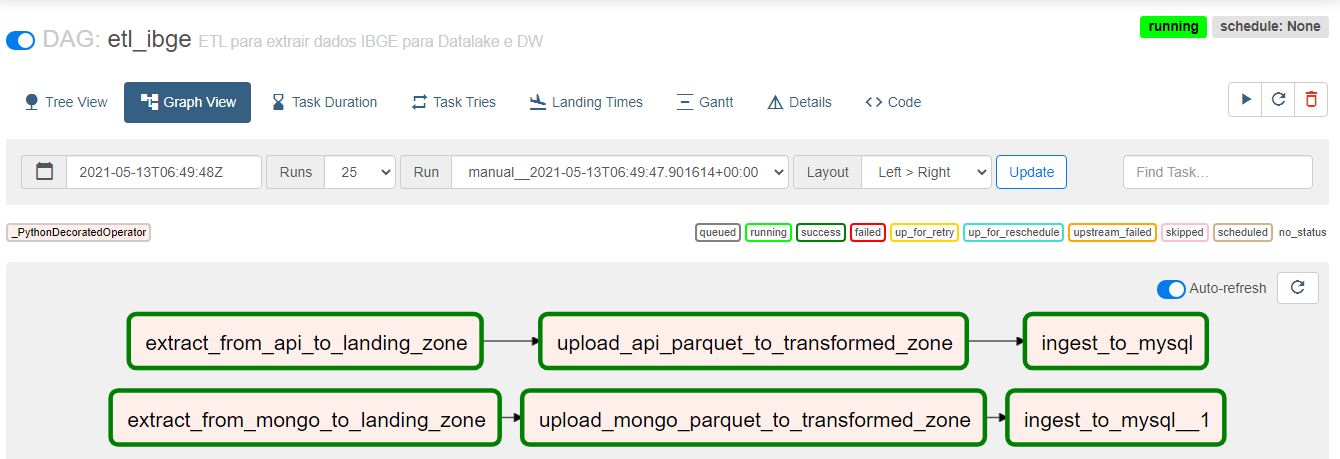 running schedule: None
DAG: etl_ibge ETL para extrair dados IBGE para Datalake e DW
Tree View Graph View Task Duration Task Tries Landing Times Gantt Details <> Code
2021-05-13T06:49:48Z Runs 25 Run manual__2021-05-13T06:49:47.901614+00:00 Layout Left > Right Update Find Task...
_PythonDecoratedOperator queued running success failed up_for_retry up_for_reschedule upstream_failed skipped scheduled no_status
Auto-refresh
extract_from_api_to_landing_zone upload_api_parquet_to_transformed_zone ingest_to_mysql
extract_from_mongo_to_landing_zone upload_mongo_parquet_to_transformed_zone ingest_to_mysql__1